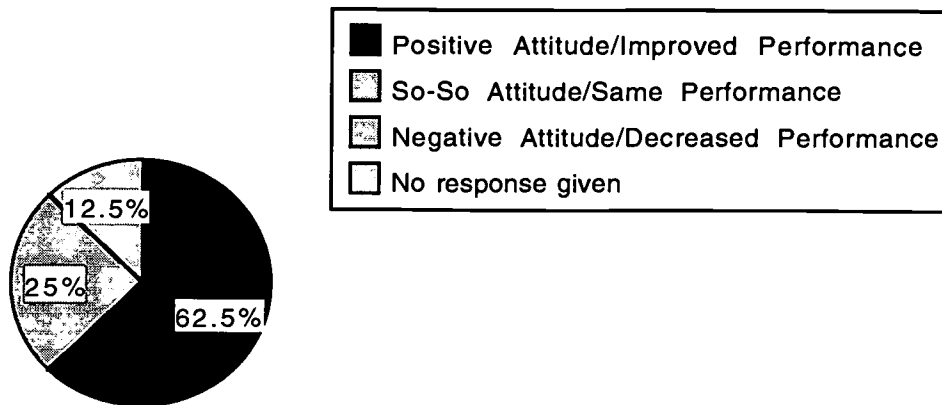 Positive Attitude/Improved Performance
So-So Attitude/Same Performance
Negative Attitude/Decreased Performance
No response given
12.5%
25%
62.5%